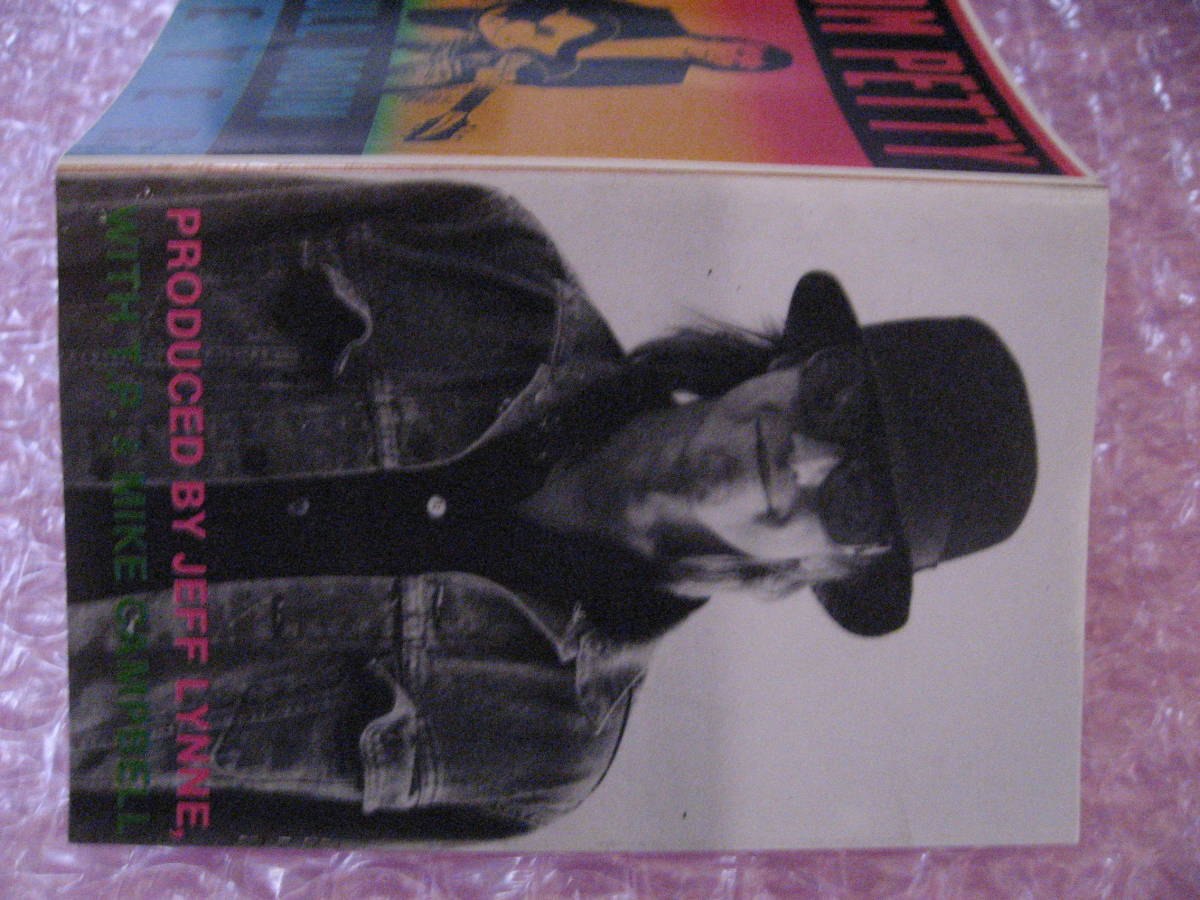 TOM PETTY
PRODUCED BY JEFF LYNNE,
WITH T.P. & MIKE CAMPBELL